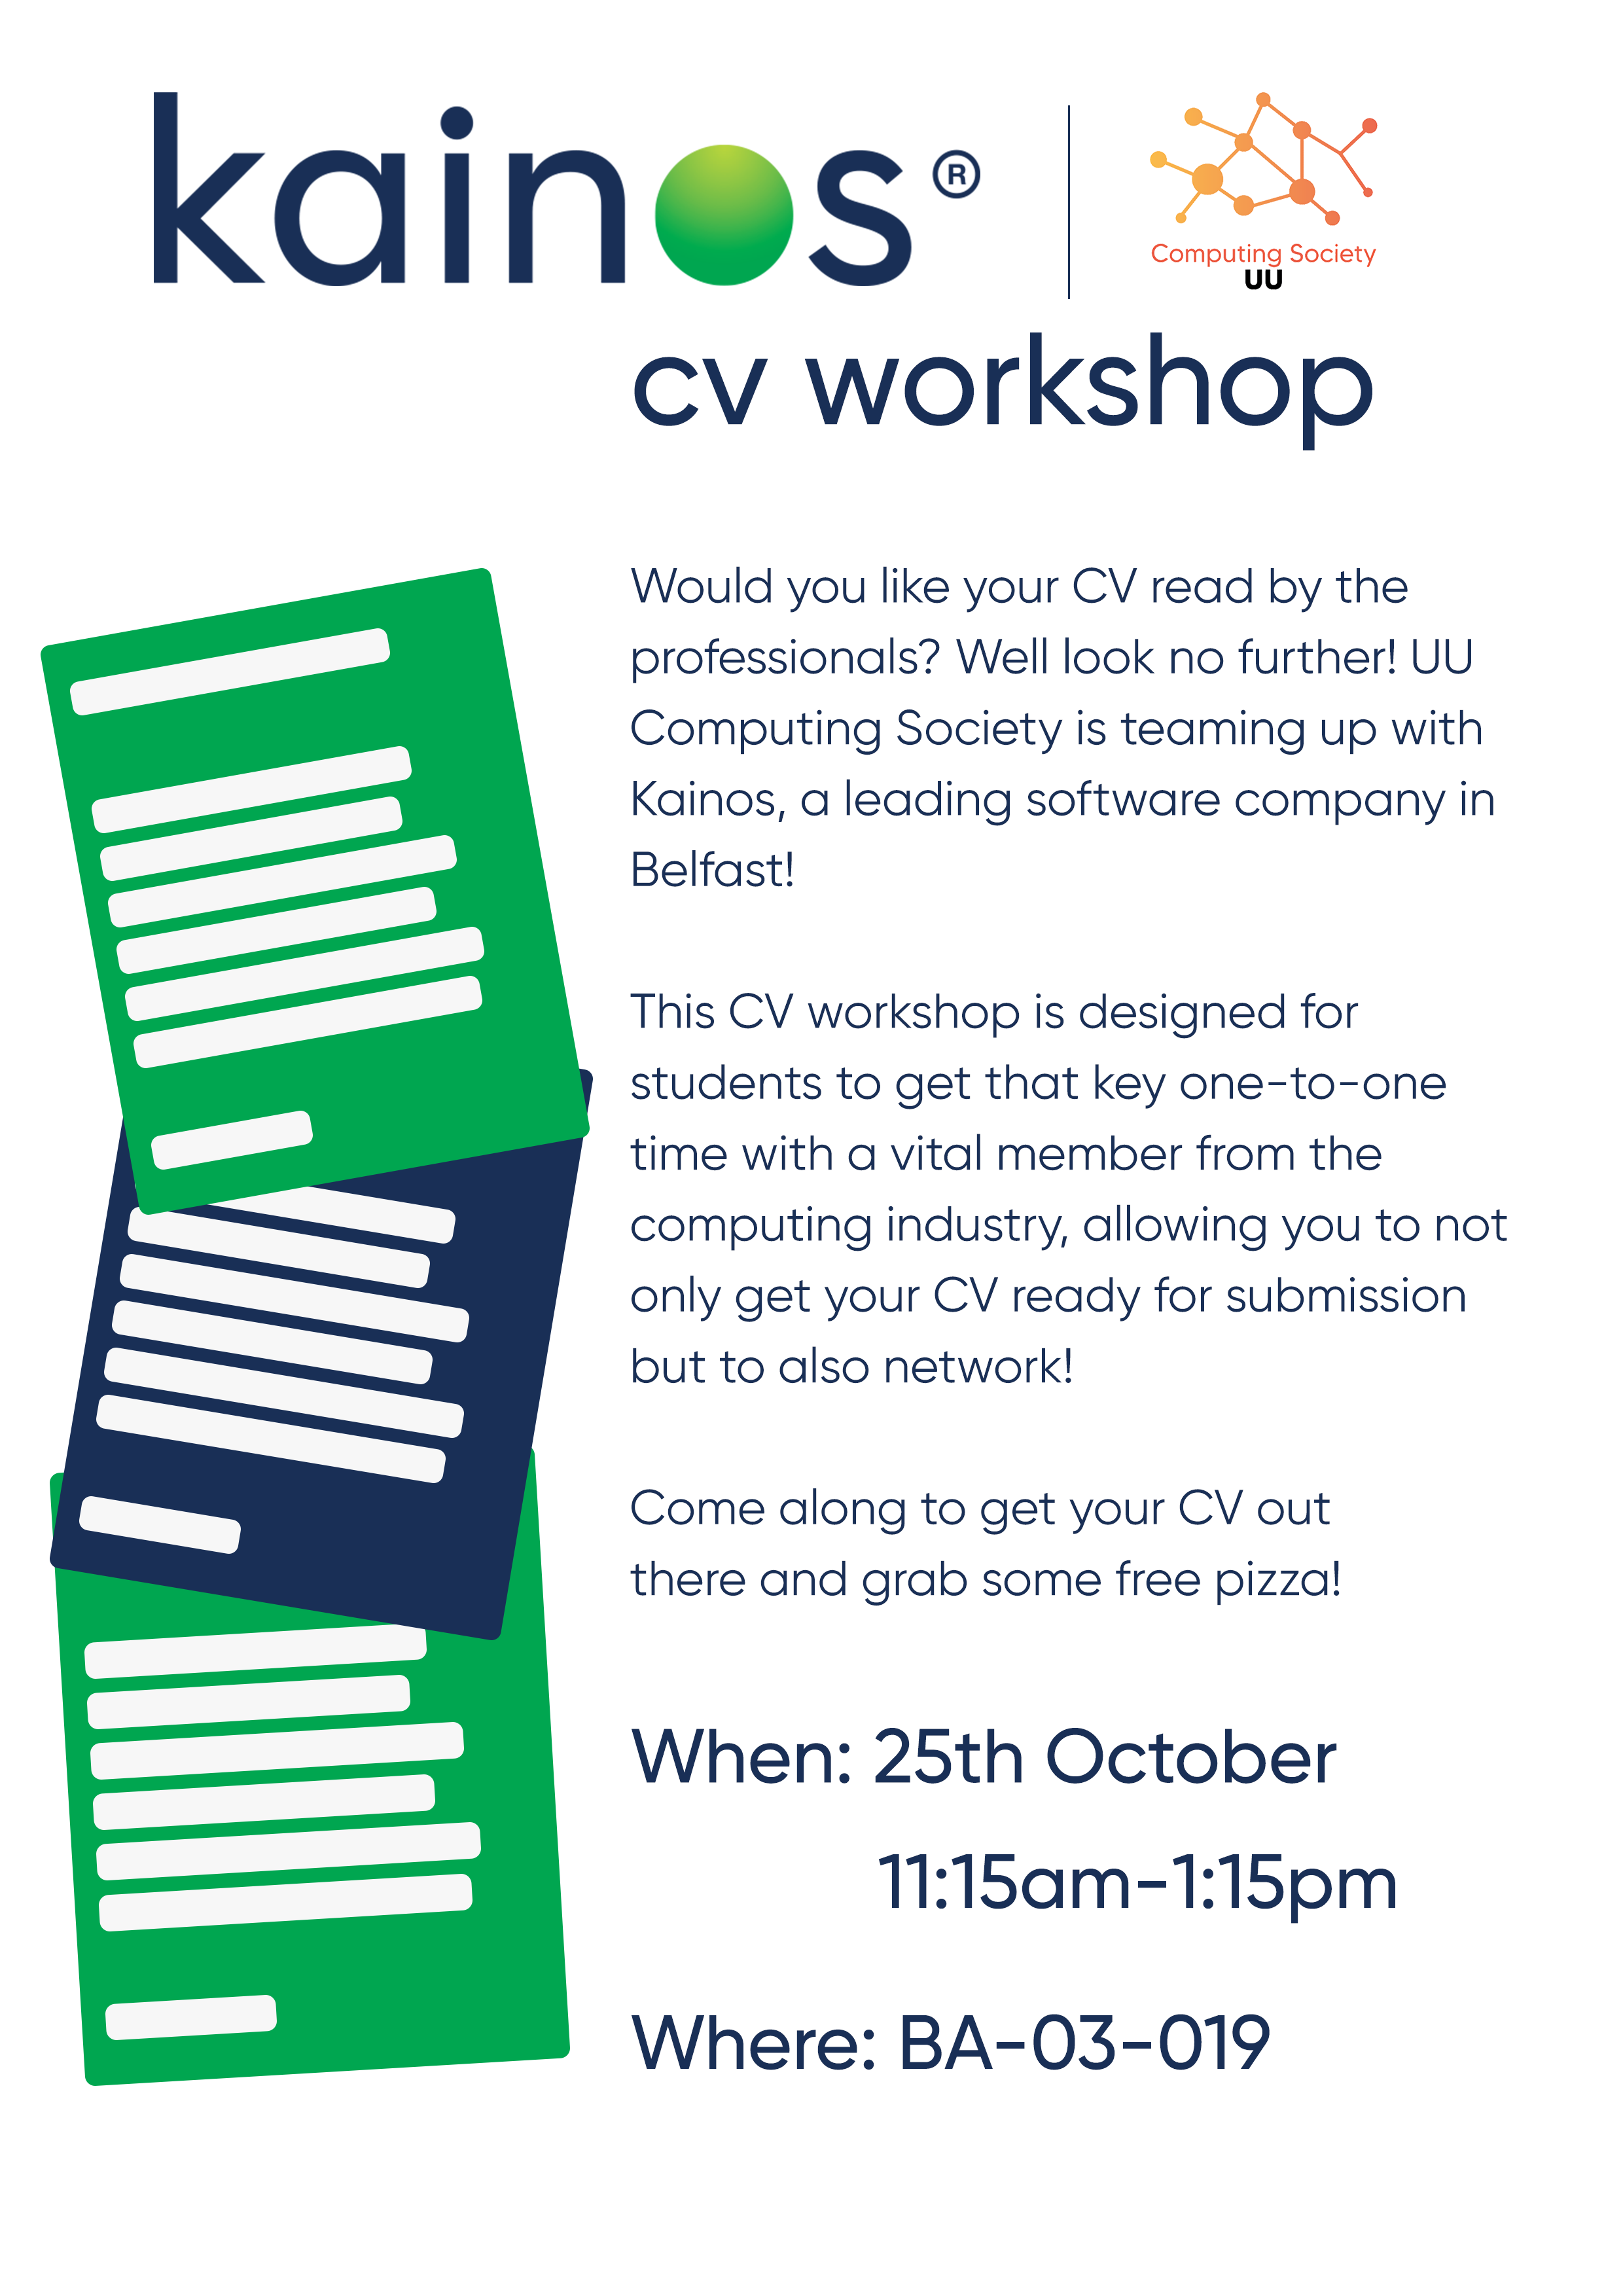 kainos®
Computing Society
UU
cv workshop
Would you like your CV read by the
professionals? Well look no further! UU
Computing Society is teaming up with
Kainos, a leading software company in
Belfast!
This CV workshop is designed for
students to get that key one-to-one
time with a vital member from the
computing industry, allowing you to not
only get your CV ready for submission
but to also network!
Come along to get your CV out
there and grab some free pizza!
When: 25th October
11:15am-1:15pm
Where: BA-03-019